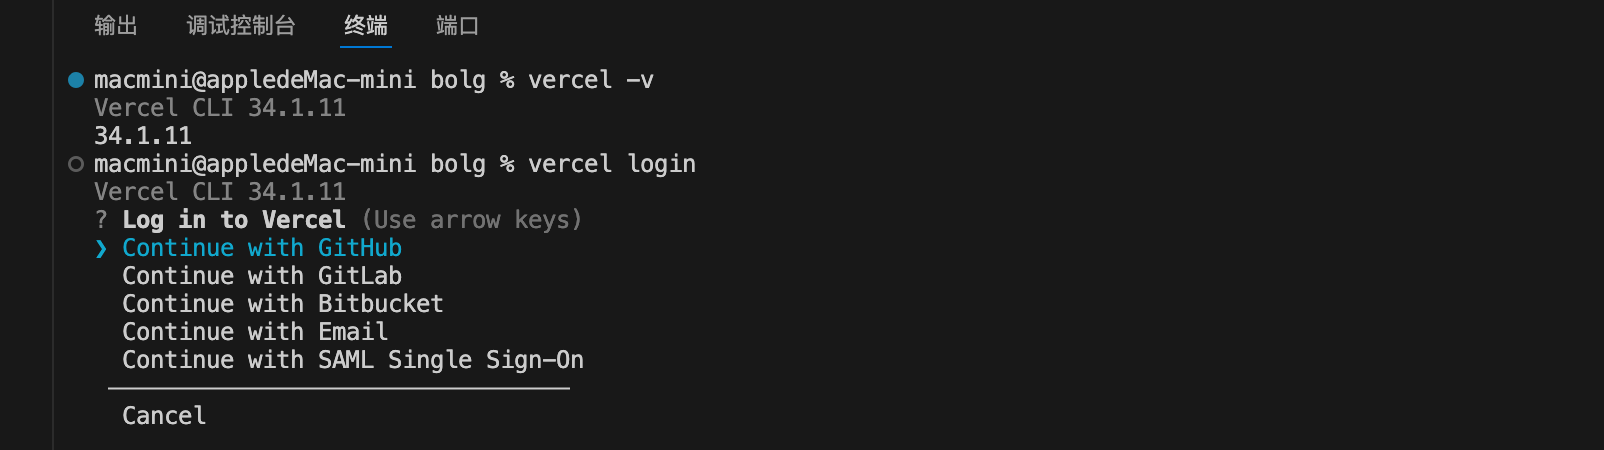 输出 调试控制台 终端 端口
macmini@appledeMac-mini bolg % vercel -v
Vercel CLI 34.1.11
34.1.11
macmini@appledeMac-mini bolg % vercel login
Vercel CLI 34.1.11
? Log in to Vercel (Use arrow keys)
❯ Continue with GitHub
Continue with GitLab
Continue with Bitbucket
Continue with Email
Continue with SAML Single Sign-On
Cancel